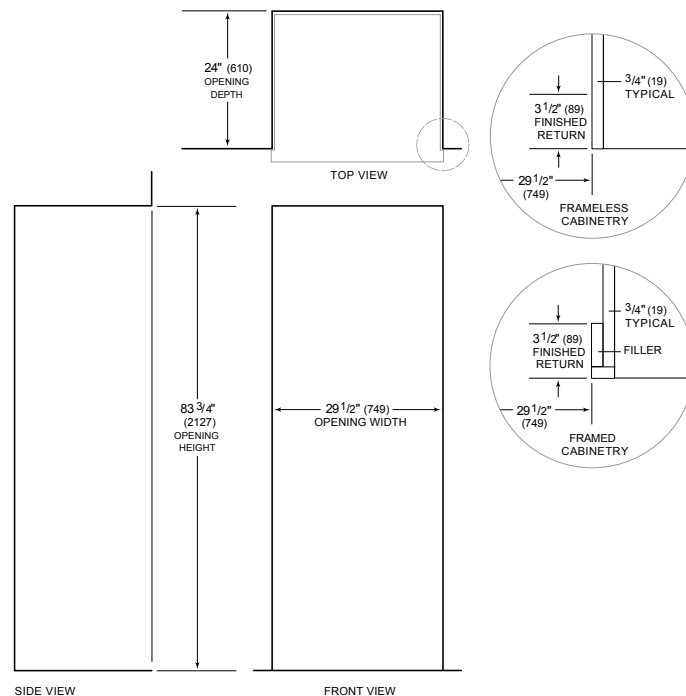 24" (610)
OPENING
DEPTH
TOP VIEW
3/4" (19)
TYPICAL
3 1/2" (89)
FINISHED
RETURN
29 1/2"
(749)
FRAMELESS
CABINETRY
3/4" (19)
TYPICAL
3 1/2" (89)
FINISHED
RETURN
FILLER
29 1/2"
(749)
FRAMED
CABINETRY
83 3/4"
(2127)
OPENING
HEIGHT
29 1/2" (749)
OPENING WIDTH
SIDE VIEW
FRONT VIEW